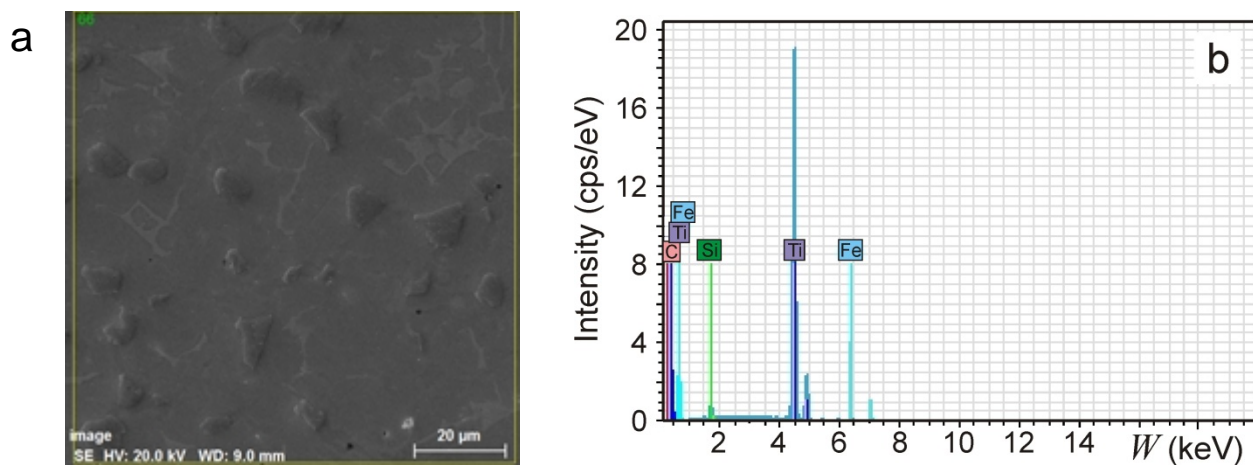 a
66
image
20 µm
SE HV: 20.0 kV WD: 9.0 mm
b
Intensity (cps/eV)
20
16
12
8
4
0
Fe
Ti
C
Si
Ti
Fe
2 4 6 8 10 12 14 W (keV)